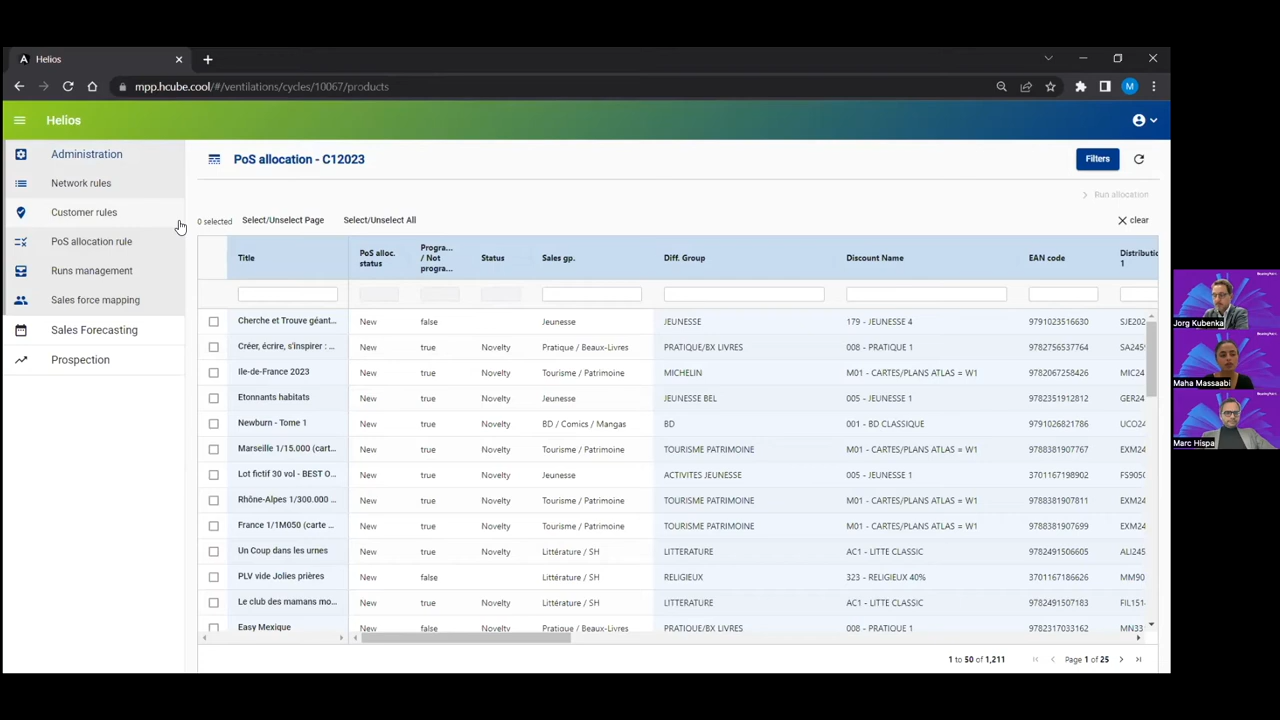 Helios
mpp.hcube.cool/#/ventilations/cycles/10067/products
M
Helios
Administration
Network rules
Customer rules
PoS allocation rule
Runs management
Sales force mapping
Sales Forecasting
Prospection
PoS allocation - C12023
Filters
Run allocation
0 selected Select/Unselect Page Select/Unselect All clear
Title PoS alloc. status Progra... / Not progra... Status Sales gp. Diff. Group Discount Name EAN code Distributio 1
Cherche et Trouve géant... New false Jeunesse JEUNESSE 179 - JEUNESSE 4 9791023516630 SJE202
Créer, écrire, s'inspirer : ... New true Novelty Pratique / Beaux-Livres PRATIQUE/BX LIVRES 008 - PRATIQUE 1 9782756537764 SA245
Ile-de-France 2023 New true Novelty Tourisme / Patrimoine MICHELIN M01 - CARTES/PLANS ATLAS = W1 9782067258426 MIC24
Etonnants habitats New true Novelty Jeunesse JEUNESSE BEL 005 - JEUNESSE 1 9782351912812 GER24
Newburn - Tome 1 New true Novelty BD / Comics / Mangas BD 001 - BD CLASSIQUE 9791026821786 UCO24
Marseille 1/15.000 (cart... New true Novelty Tourisme / Patrimoine TOURISME PATRIMOINE M01 - CARTES/PLANS ATLAS = W1 9788381907767 EXM24
Lot fictif 30 vol - BEST O... New true Novelty Jeunesse ACTIVITES JEUNESSE 005 - JEUNESSE 1 3701167198902 FS905
Rhône-Alpes 1/300.000 ... New true Novelty Tourisme / Patrimoine TOURISME PATRIMOINE M01 - CARTES/PLANS ATLAS = W1 9788381907811 EXM24
France 1/1M050 (carte ... New true Novelty Tourisme / Patrimoine TOURISME PATRIMOINE M01 - CARTES/PLANS ATLAS = W1 9788381907699 EXM24
Un Coup dans les urnes New true Novelty Littérature / SH LITTERATURE AC1 - LITTE CLASSIC 9782491506605 ALI245
PLV vide Jolies prières New false Littérature / SH RELIGIEUX 323 - RELIGIEUX 40% 3701167186626 MM90
Le club des mamans mo... New true Novelty Littérature / SH LITTERATURE AC1 - LITTE CLASSIC 9782491507183 FIL151
Easy Mexique New false Novelty Pratique / Beaux-Livres PRATIQUE/BX LIVRES 008 - PRATIQUE 1 9782317033162 MN33
1 to 50 of 1,211 Page 1 of 25
Jorg Kubenka
Maha Massaabi
Marc Hispa